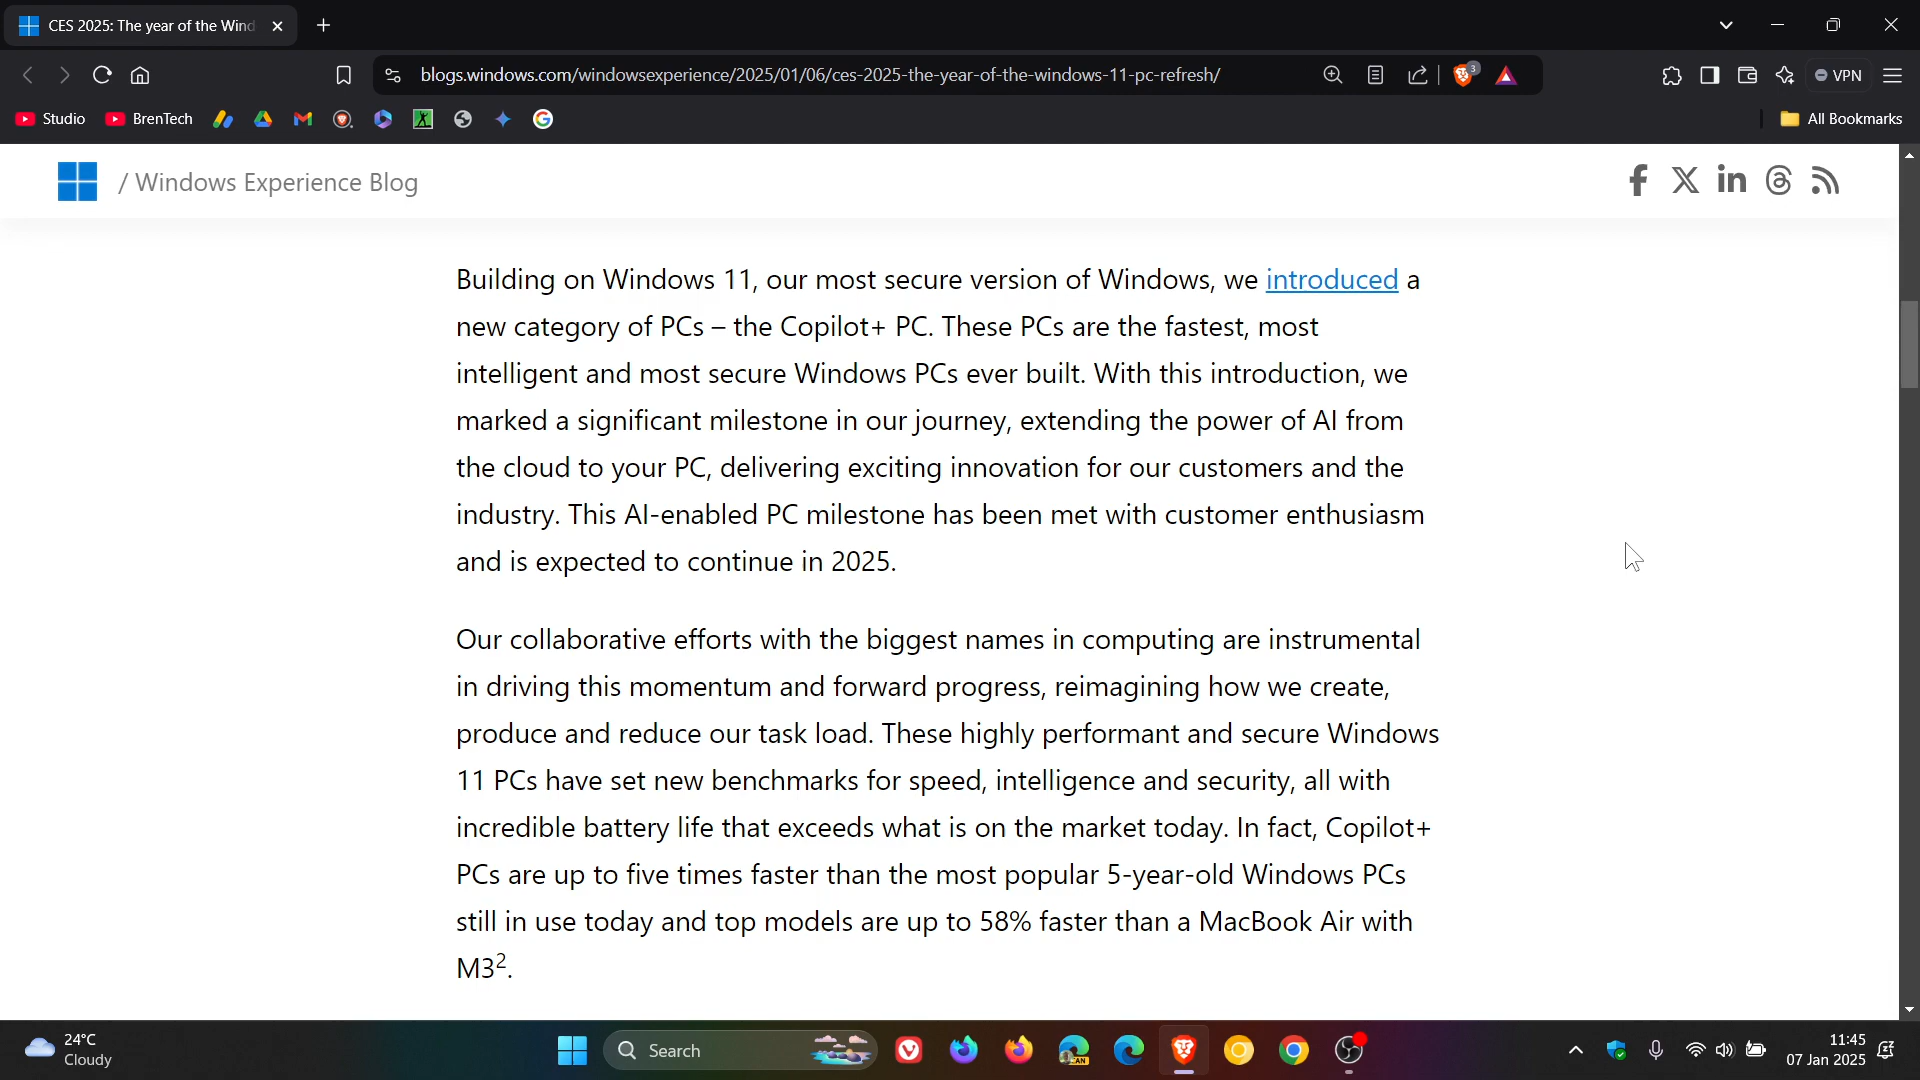 CES 2025: The year of the Wind
blogs.windows.com/windowsexperience/2025/01/06/ces-2025-the-year-of-the-windows-11-pc-refresh/
3
VPN
Studio
BrenTech
All Bookmarks
/ Windows Experience Blog
Building on Windows 11, our most secure version of Windows, we introduced a
new category of PCs – the Copilot+ PC. These PCs are the fastest, most
intelligent and most secure Windows PCs ever built. With this introduction, we
marked a significant milestone in our journey, extending the power of AI from
the cloud to your PC, delivering exciting innovation for our customers and the
industry. This AI-enabled PC milestone has been met with customer enthusiasm
and is expected to continue in 2025.
Our collaborative efforts with the biggest names in computing are instrumental
in driving this momentum and forward progress, reimagining how we create,
produce and reduce our task load. These highly performant and secure Windows
11 PCs have set new benchmarks for speed, intelligence and security, all with
incredible battery life that exceeds what is on the market today. In fact, Copilot+
PCs are up to five times faster than the most popular 5-year-old Windows PCs
still in use today and top models are up to 58% faster than a MacBook Air with
M3².
24°C
Cloudy
Search
CAN
11:45
07 Jan 2025